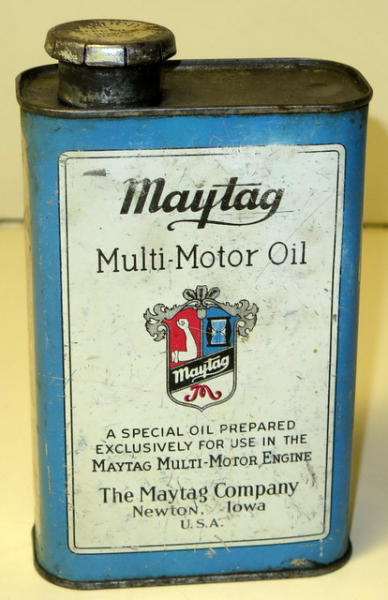 Maytag
Multi-Motor Oil
Maytag
M
A SPECIAL OIL PREPARED
EXCLUSIVELY FOR USE IN THE
MAYTAG MULTI-MOTOR ENGINE
The Maytag Company
Newton, Iowa
U.S.A.